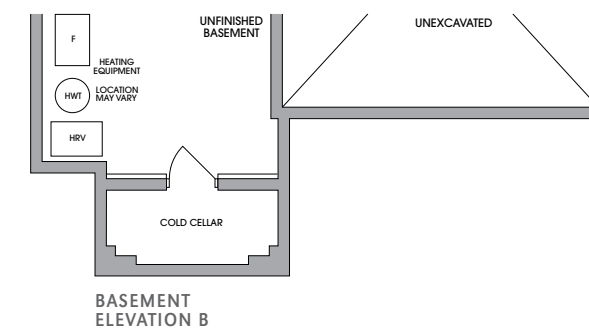 UNFINISHED
BASEMENT
UNEXCAVATED
F
HEATING
EQUIPMENT
HWT
LOCATION
MAY VARY
HRV
COLD CELLAR
BASEMENT
ELEVATION B